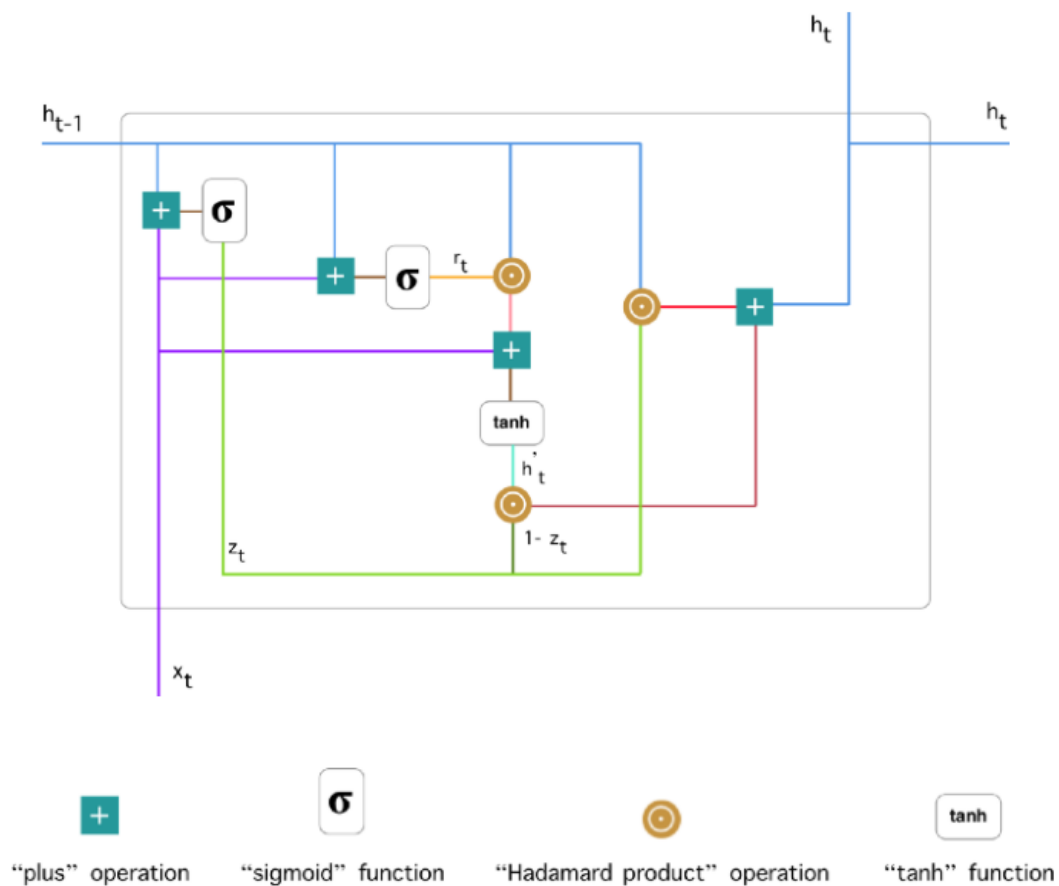 h_t
h_{t-1}
h_t
+
σ
+
σ
r_t
+
+
tanh
h'_t
z_t
1- z_t
x_t
+
σ
tanh
“plus” operation
“sigmoid” function
“Hadamard product” operation
“tanh” function